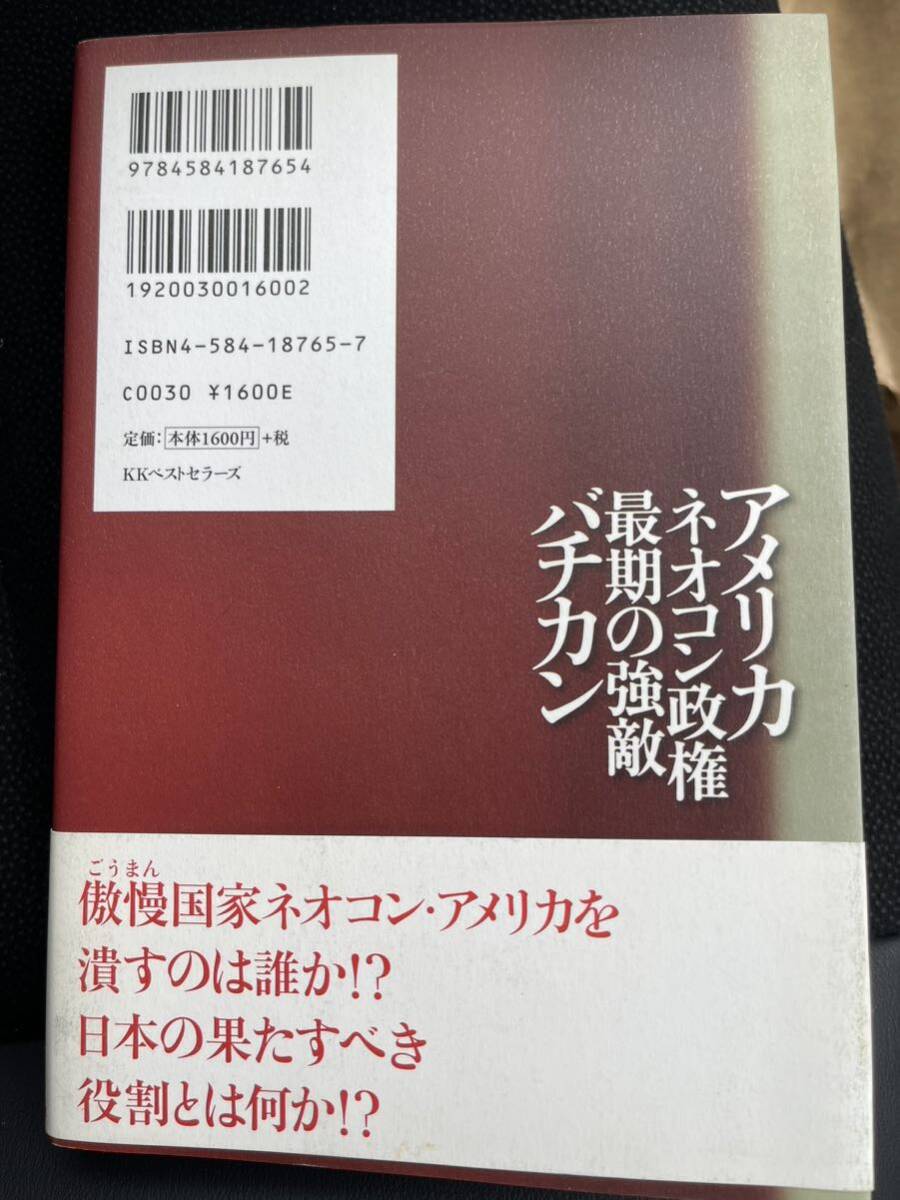 9784584187654
1920030016002
ISBN4-584-18765-7
C0030 ¥1600E
定価：本体1600円+税
KKベストセラーズ
アメリカ
ネオコン政権
最期の強敵
バチカン
ごうまん
傲慢国家ネオコン・アメリカを
潰すのは誰か!?
日本の果たすべき
役割とは何か!?